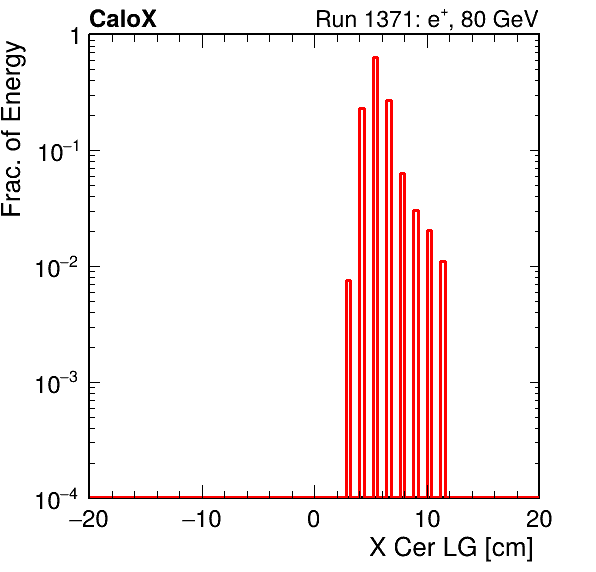 CaloX
Run 1371: e⁺, 80 GeV
Frac. of Energy
1
10⁻¹
10⁻²
10⁻³
10⁻⁴
−20
−10
0
10
20
X Cer LG [cm]